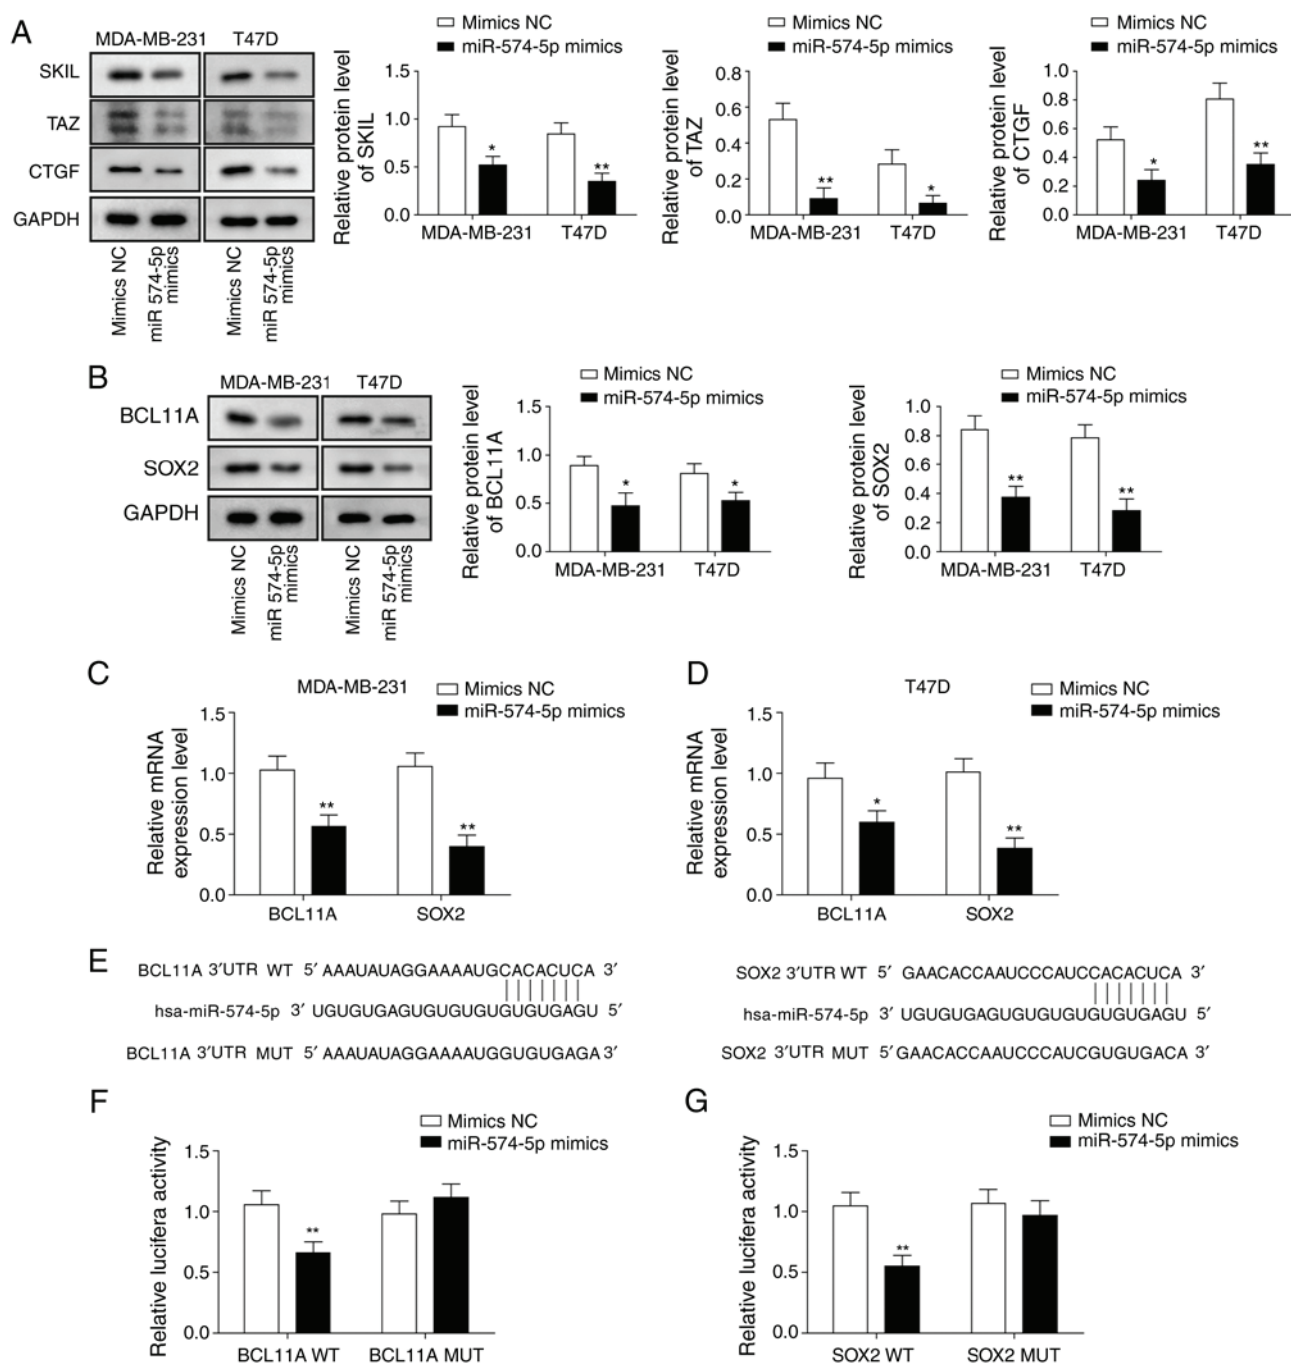 A
MDA-MB-231 T47D
SKIL
TAZ
CTGF
GAPDH
Mimics NC
miR 574-5p
mimics
Mimics NC
miR 574-5p
mimics
Mimics NC
miR-574-5p mimics
Relative protein level
of SKIL
1.5
1.0
0.5
0.0
*
**
MDA-MB-231 T47D
Mimics NC
miR-574-5p mimics
Relative protein level
of TAZ
0.8
0.6
0.4
0.2
0.0
**
*
MDA-MB-231 T47D
Mimics NC
miR-574-5p mimics
Relative protein level
of CTGF
1.0
0.8
0.6
0.4
0.2
0.0
*
**
MDA-MB-231 T47D
B
MDA-MB-231 T47D
BCL11A
SOX2
GAPDH
Mimics NC
miR 574-5p
mimics
Mimics NC
miR 574-5p
mimics
Mimics NC
miR-574-5p mimics
Relative protein level
of BCL11A
1.5
1.0
0.5
0.0
*
*
MDA-MB-231 T47D
Mimics NC
miR-574-5p mimics
Relative protein level
of SOX2
1.0
0.8
0.6
0.4
0.2
0.0
**
**
MDA-MB-231 T47D
C
MDA-MB-231
Mimics NC
miR-574-5p mimics
Relative mRNA
expression level
1.5
1.0
0.5
0.0
**
**
BCL11A SOX2
D
T47D
Mimics NC
miR-574-5p mimics
Relative mRNA
expression level
1.5
1.0
0.5
0.0
*
**
BCL11A SOX2
E
BCL11A 3′UTR WT 5′ AAAUAUAGGAAAAUGCACACUCA 3′
hsa-miR-574-5p 3′ UGUGUGAGUGUGUGUGUGUGAGU 5′
BCL11A 3′UTR MUT 5′ AAAUAUAGGAAAAUGGUGUGAGA 3′
SOX2 3′UTR WT 5′ GAACACCAAUCCCAUCCACACUCA 3′
hsa-miR-574-5p 3′ UGUGUGAGUGUGUGUGUGUGAGU 5′
SOX2 3′UTR MUT 5′ GAACACCAAUCCCAUCGUGUGACA 3′
F
Mimics NC
miR-574-5p mimics
Relative lucifera activity
1.5
1.0
0.5
0.0
**
BCL11A WT BCL11A MUT
G
Mimics NC
miR-574-5p mimics
Relative lucifera activity
1.5
1.0
0.5
0.0
**
SOX2 WT SOX2 MUT